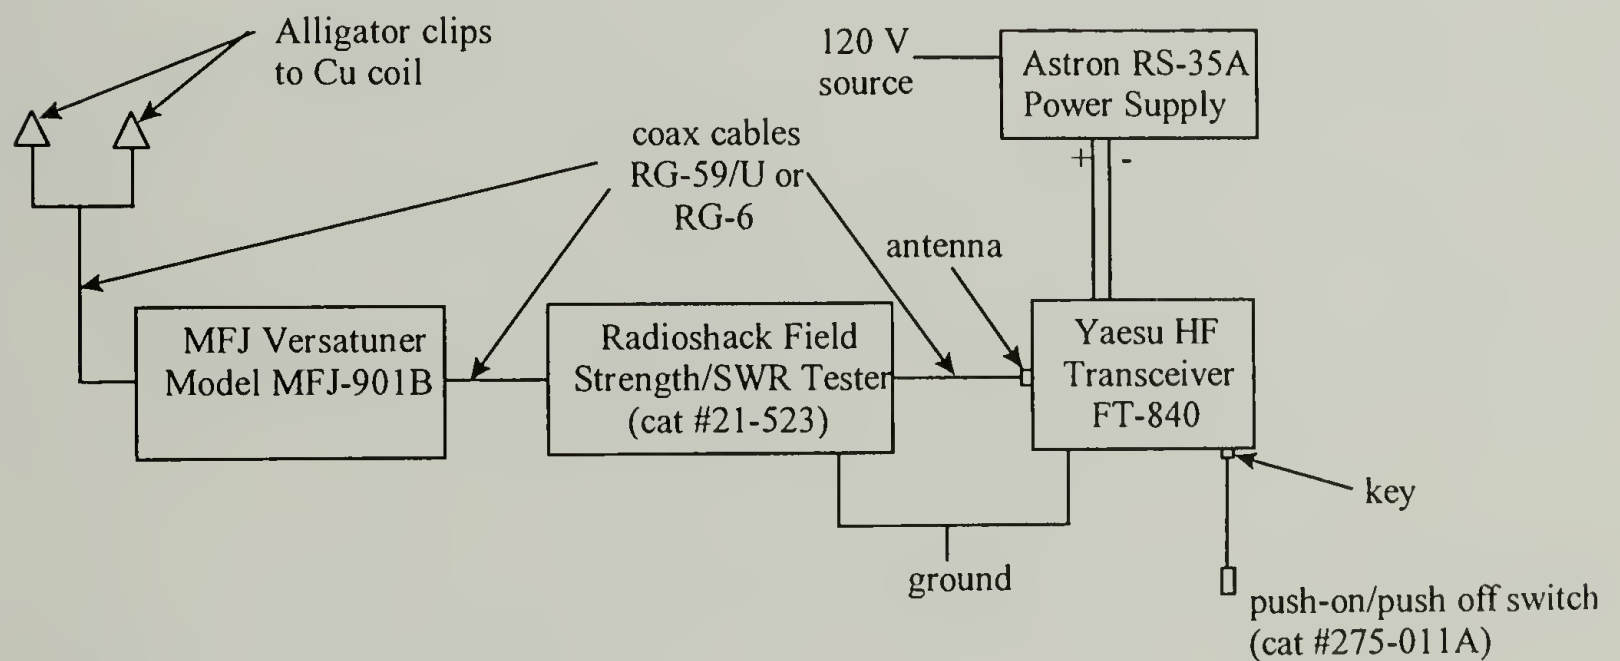 Alligator clips
to Cu coil
120 V
source
Astron RS-35A
Power Supply
+ -
coax cables
RG-59/U or
RG-6
antenna
MFJ Versatuner
Model MFJ-901B
Radioshack Field
Strength/SWR Tester
(cat #21-523)
Yaesu HF
Transceiver
FT-840
key
ground
push-on/push off switch
(cat #275-011A)